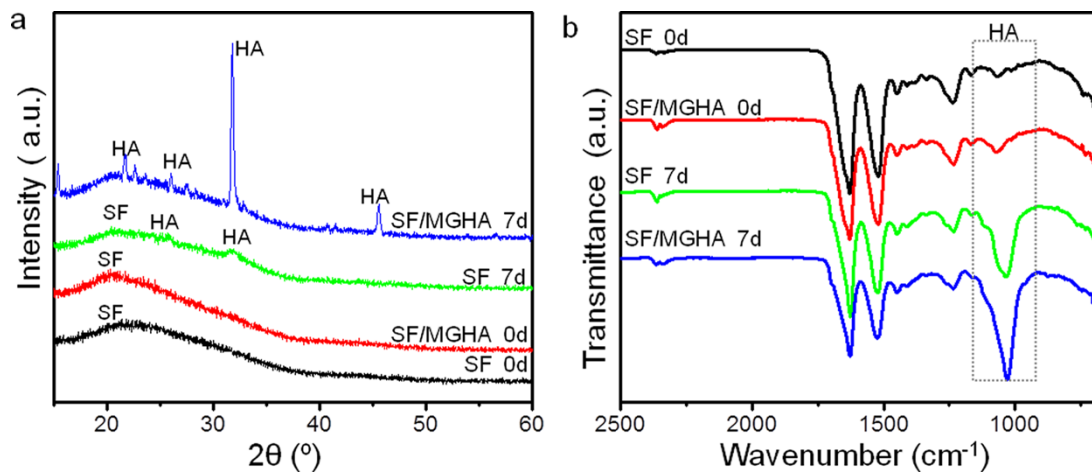 a
Intensity ( a.u.)
HA
HA
HA
HA
SF/MGHA 7d
SF
HA
HA
SF 7d
SF
SF/MGHA 0d
SF
SF 0d
20
30
40
50
60
2θ (º)
b
Transmittance (a.u.)
SF 0d
HA
SF/MGHA 0d
SF 7d
SF/MGHA 7d
2500
2000
1500
1000
Wavenumber (cm⁻¹)